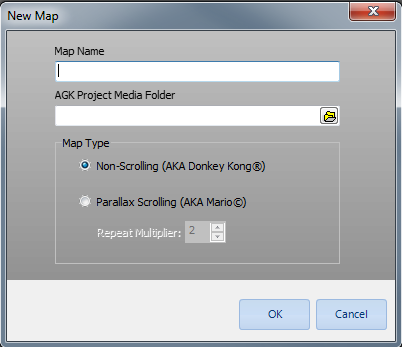 New Map
Map Name
AGK Project Media Folder
Map Type
Non-Scrolling (AKA Donkey Kong®)
Parallax Scrolling (AKA Mario©)
Repeat Multiplier: 2
OK Cancel